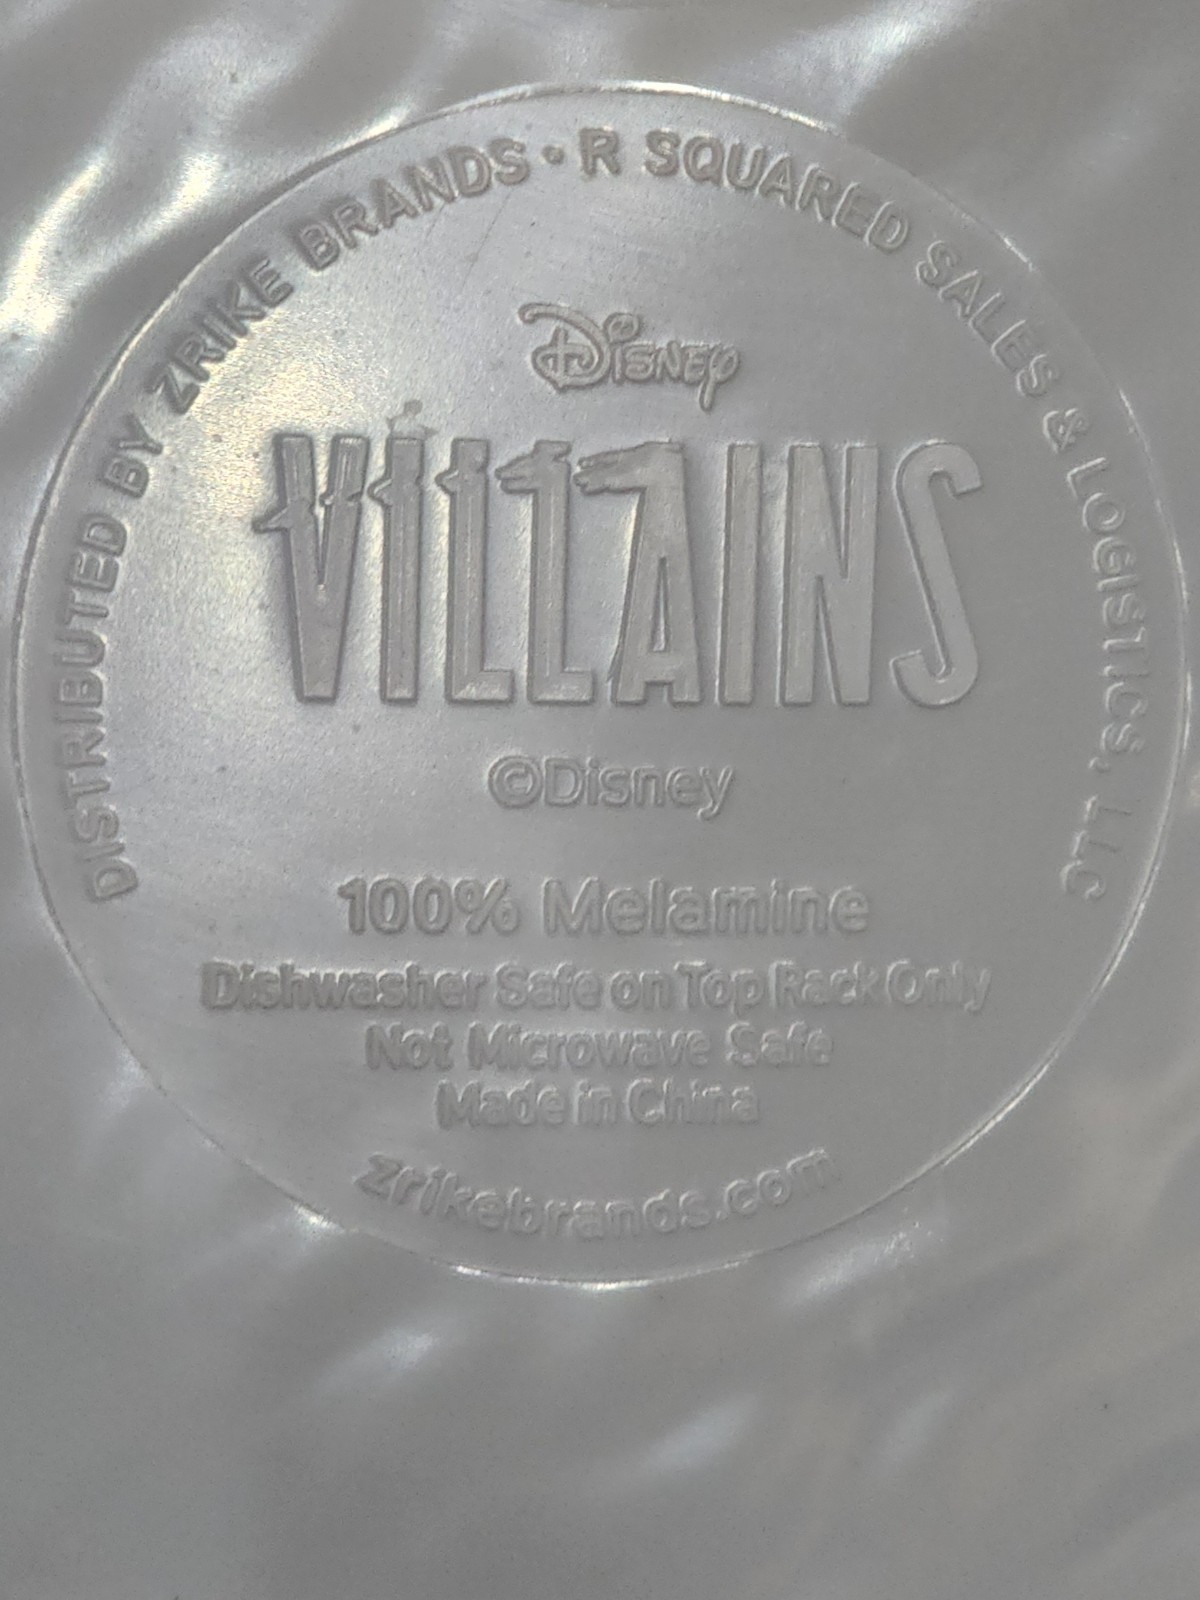 DISTRIBUTED BY ZRIKE BRANDS • R SQUARED SALES & LOGISTICS, LLC
Disney
VILLAINS
©Disney
100% Melamine
Dishwasher Safe on Top Rack Only
Not Microwave Safe
Made in China
zrikebrands.com